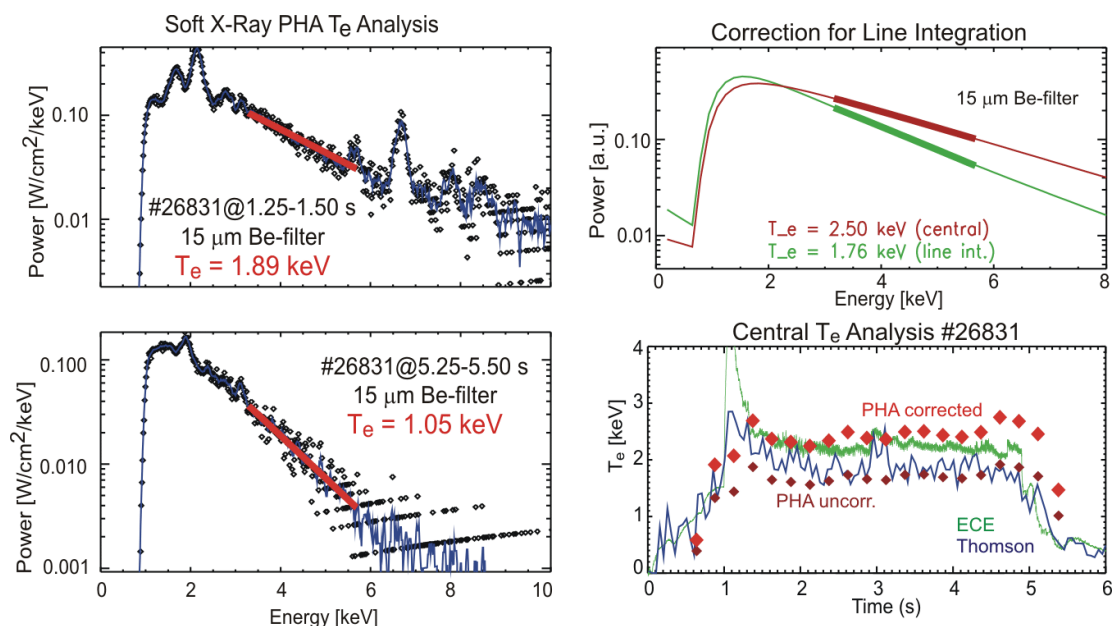 Soft X-Ray PHA Te Analysis
Power [W/cm2/keV]
0.10
0.01
#26831@1.25-1.50 s
15 μm Be-filter
Te = 1.89 keV
Correction for Line Integration
Power [a.u.]
0.10
0.01
15 μm Be-filter
T_e = 2.50 keV (central)
T_e = 1.76 keV (line int.)
0 2 4 6 8
Energy [keV]
Power [W/cm2/keV]
0.100
0.010
0.001
#26831@5.25-5.50 s
15 μm Be-filter
Te = 1.05 keV
0 2 4 6 8 10
Energy [keV]
Central Te Analysis #26831
Te [keV]
4
3
2
1
0
PHA corrected
PHA uncorr.
ECE
Thomson
0 1 2 3 4 5 6
Time (s)